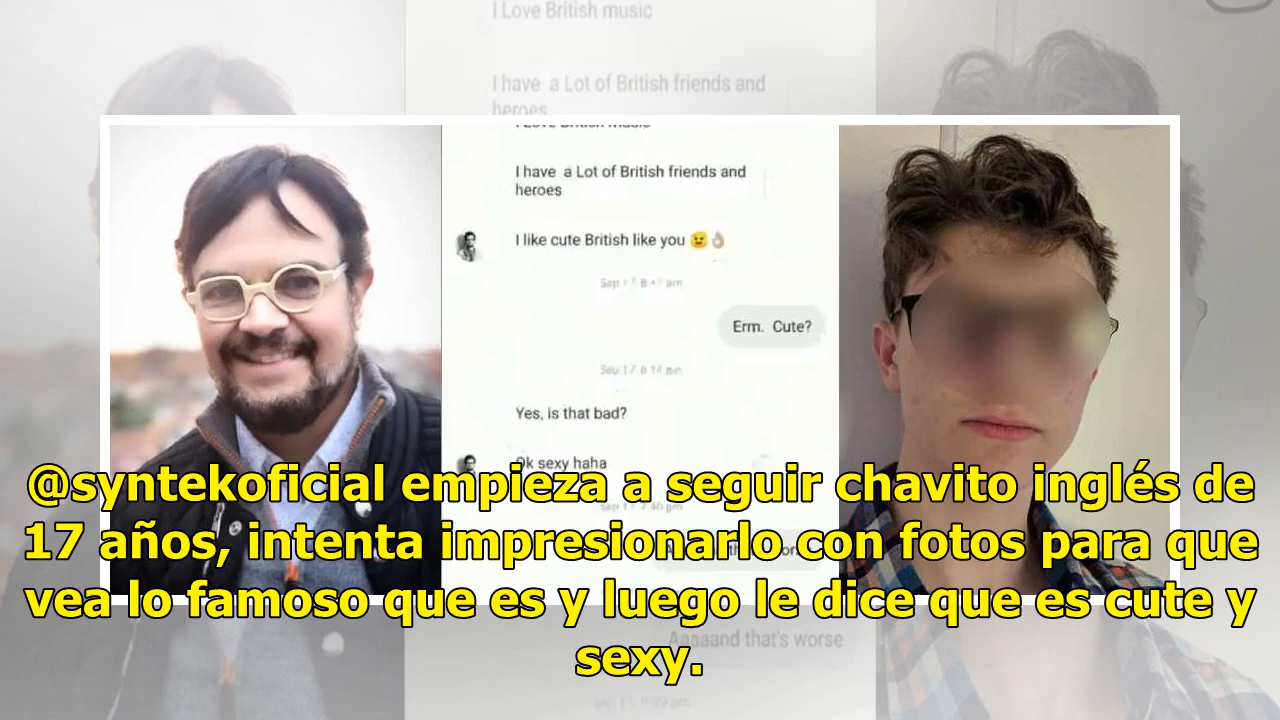 I Love British music
I have a Lot of British friends and
heroes
I Love British music
I have a Lot of British friends and
heroes
I like cute British like you 😉👌🏼
Erm. Cute?
Yes, is that bad?
Ok sexy haha
@syntekoficial empieza a seguir chavito inglés de
17 años, intenta impresionarlo con fotos para que
vea lo famoso que es y luego le dice que es cute y
sexy.
Aaaaand that's worse